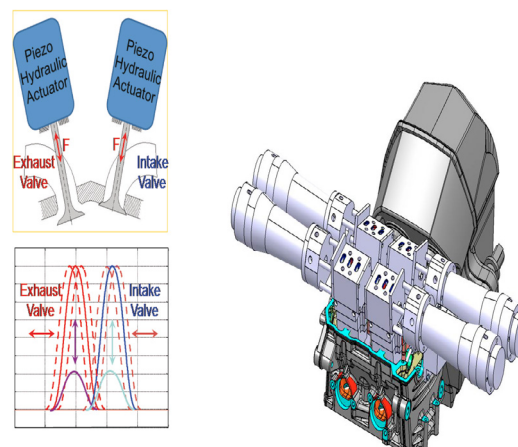 Piezo
Hydraulic
Actuator
Piezo
Hydraulic
Actuator
F
F
Exhaust
Valve
Intake
Valve
Exhaust
Valve
Intake
Valve